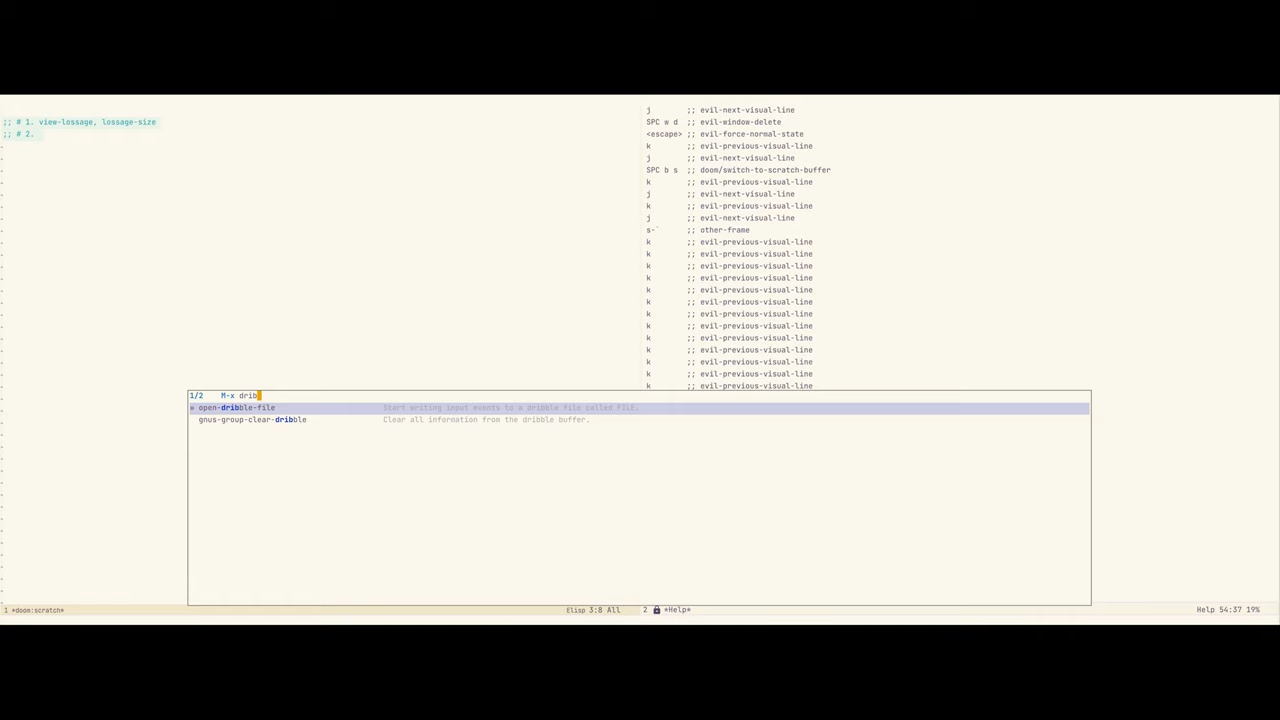 ;; # 1. view-lossage, lossage-size
;; # 2.
j ;; evil-next-visual-line
SPC w d ;; evil-window-delete
<escape> ;; evil-force-normal-state
k ;; evil-previous-visual-line
j ;; evil-next-visual-line
SPC b s ;; doom/switch-to-scratch-buffer
k ;; evil-previous-visual-line
j ;; evil-next-visual-line
k ;; evil-previous-visual-line
j ;; evil-next-visual-line
s-` ;; other-frame
k ;; evil-previous-visual-line
k ;; evil-previous-visual-line
k ;; evil-previous-visual-line
k ;; evil-previous-visual-line
k ;; evil-previous-visual-line
k ;; evil-previous-visual-line
k ;; evil-previous-visual-line
k ;; evil-previous-visual-line
k ;; evil-previous-visual-line
k ;; evil-previous-visual-line
k ;; evil-previous-visual-line
k ;; evil-previous-visual-line
k ;; evil-previous-visual-line
1/2 M-x drib
» open-dribble-file Start writing input events to a dribble file called FILE.
gnus-group-clear-dribble Clear all information from the dribble buffer.
1 *doom:scratch* Elisp 3:8 All
2 *Help* Help 54:37 19%